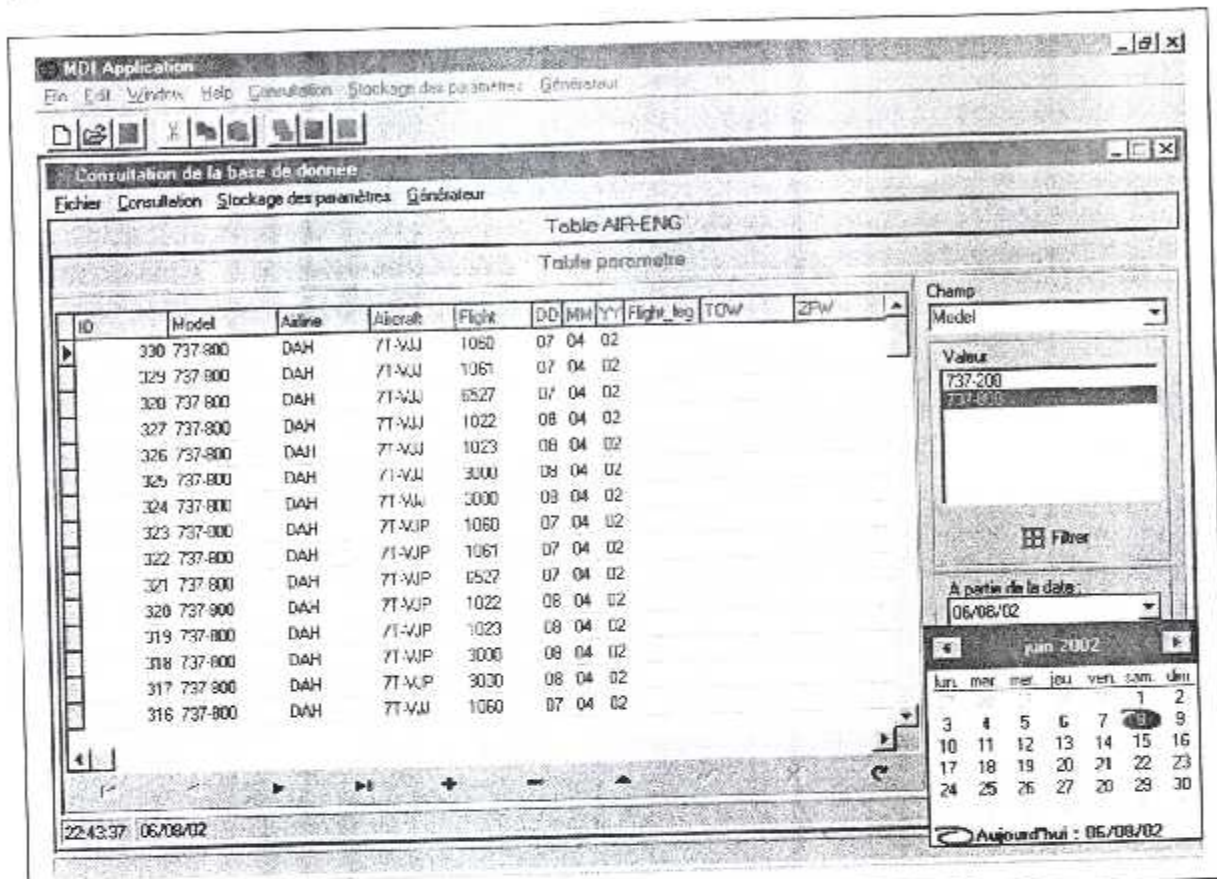 MDI Application
Edit Window Help Consultation Stockage des paramètres Générateur
Consultation de la base de donnée
Fichier Consultation Stockage des paramètres Générateur
Table AIR-ENG
Table parametre
ID Model Airline Aircraft Flight DD MM YY Flight_leg TOW ZFW
330 737-800 DAH 7T-VJJ 1060 07 04 02
329 737-800 DAH 7T-VJJ 1061 07 04 02
328 737-800 DAH 7T-VJJ 6527 07 04 02
327 737-800 DAH 7T-VJJ 1022 08 04 02
326 737-800 DAH 7T-VJJ 1023 08 04 02
325 737-800 DAH 7T-VJJ 3000 08 04 02
324 737-800 DAH 7T-VJJ 08 04 02
323 737-800 DAH 7T-VJP 1060 07 04 02
322 737-800 DAH 7T-VJP 1061 07 04 02
321 737-800 DAH 7T-VJP 6527 07 04 02
320 737-800 DAH 7T-VJP 1022 08 04 02
319 737-800 DAH 7T-VJP 1023 08 04 02
318 737-800 DAH 7T-VJP 3000 08 04 02
317 737-800 DAH 7T-VJP 08 04 02
316 737-800 DAH 7T-VJJ 1060 07 04 02
Champ
Model
Valeur
737-200
737-800
Filtrer
A partie de la date :
06/08/02
juin 2002
lun. mar. mer. jeu. ven. sam. dim.
1 2
3 4 5 6 7 8 9
10 11 12 13 14 15 16
17 18 19 20 21 22 23
24 25 26 27 28 29 30
Aujourd'hui : 06/08/02
22:43:37 06/08/02